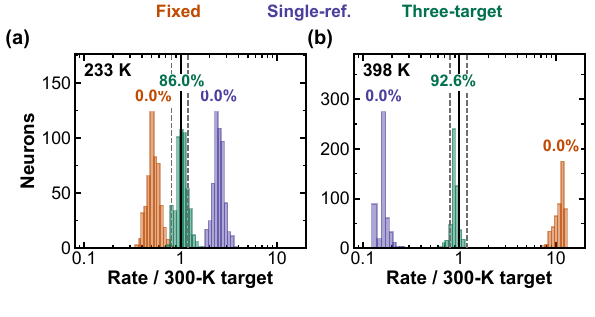 Fixed Single-ref. Three-target
(a) (b)
233 K
86.0%
0.0% 0.0%
150
100
50
0
0.1 1 10
Neurons
Rate / 300-K target
398 K
92.6%
0.0%
0.0%
300
200
100
0
0.1 1 10
Rate / 300-K target